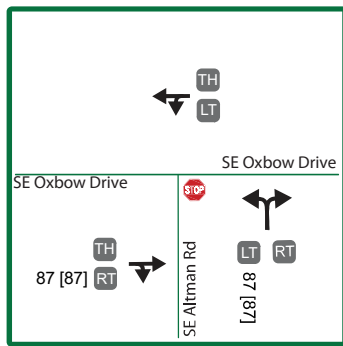 TH
LT
SE Oxbow Drive
SE Oxbow Drive
STOP
TH
87 [87] RT
SE Altman Rd
LT RT
87 [87]